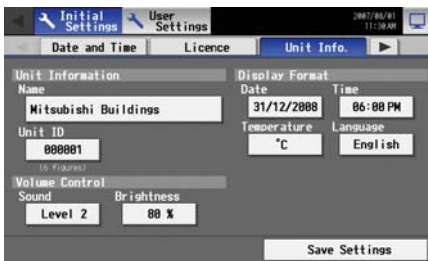 Initial Settings
User Settings
2007/08/01
11:30 AM
Date and Time
Licence
Unit Info.
Unit Information
Name
Mitsubishi Buildings
Unit ID
000001
(6 figures)
Volume Control
Sound
Brightness
Level 2
80 %
Display Format
Date
Time
31/12/2008
06:00 PM
Temperature
Language
°C
English
Save Settings